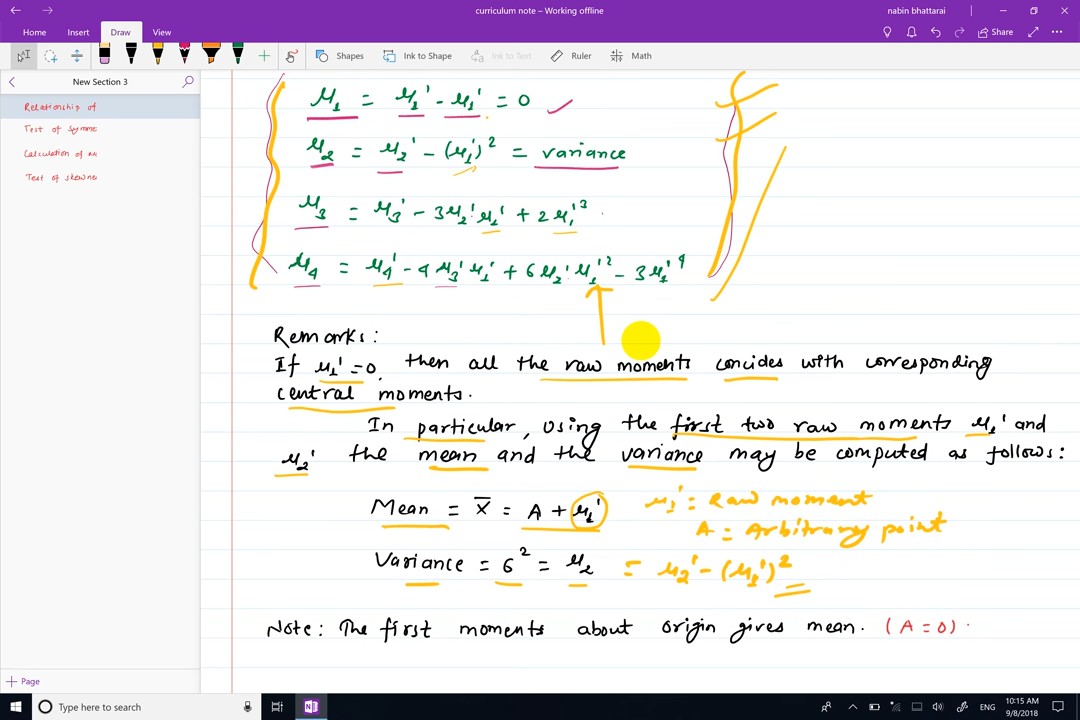 curriculum note – Working offline
nabin bhattarai
Home Insert Draw View
Share
Shapes Ink to Shape Ink to Text Ruler Math
New Section 3
Relationship of
Test of Symme
Calculation of
Test of skewne
μ₁ = μ₁' - μ₁' = 0
μ₂ = μ₂' - (μ₁')² = variance
μ₃ = μ₃' - 3μ₂'μ₁' + 2μ₁'³
μ₄ = μ₄' - 4μ₃'μ₁' + 6μ₂'μ₁'² - 3μ₁'⁴
Remarks:
If μ₁' = 0, then all the raw moments concides with corresponding
central moments.
In particular, using the first two raw moments μ₁' and
μ₂' the mean and the variance may be computed as follows:
Mean = X̄ = A + μ₁' μ₁' = Raw moment
A = Arbitrary point
Variance = σ² = μ₂ = μ₂' - (μ₁')²
Note: The first moments about origin gives mean. (A = 0)
Page
Type here to search
ENG
10:15 AM
9/8/2018